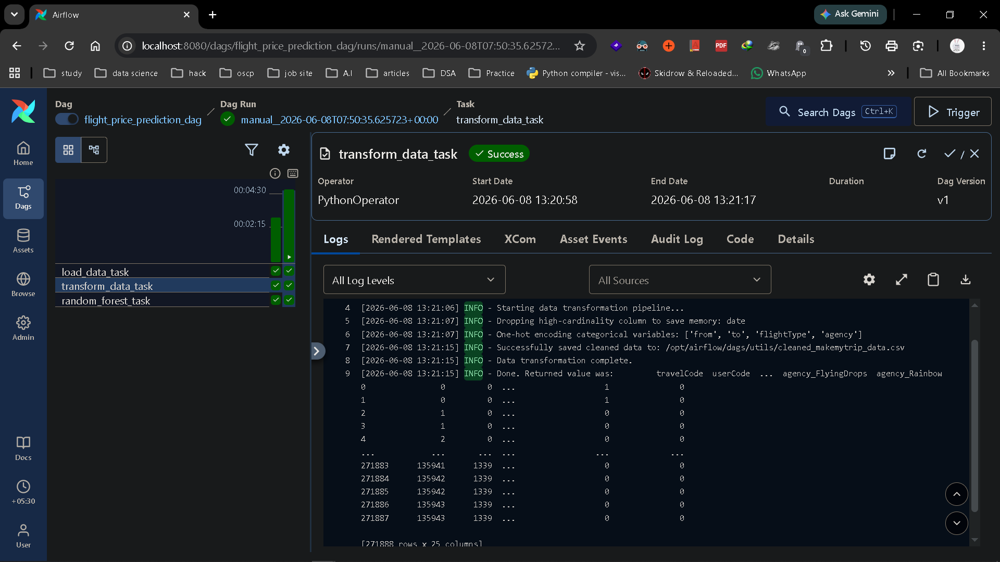 Airflow
Ask Gemini
localhost:8080/dags/flight_price_prediction_dag/runs/manual__2026-06-08T07:50:35.62572...
PDF
0
study
data science
hack
oscp
job site
A.I
articles
DSA
Practice
Python compiler - vis...
Skidrow & Reloaded...
WhatsApp
All Bookmarks
Dag
flight_price_prediction_dag
Dag Run
manual__2026-06-08T07:50:35.625723+00:00
Task
transform_data_task
Search Dags Ctrl+K
Trigger
Home
Dags
Assets
Browse
Admin
Docs
+05:30
User
00:04:30
00:02:15
load_data_task
transform_data_task
random_forest_task
transform_data_task
Success
/
Operator Start Date End Date Duration Dag Version
PythonOperator 2026-06-08 13:20:58 2026-06-08 13:21:17 v1
Logs Rendered Templates XCom Asset Events Audit Log Code Details
All Log Levels
All Sources
4 [2026-06-08 13:21:06] INFO - Starting data transformation pipeline...
5 [2026-06-08 13:21:07] INFO - Dropping high-cardinality column to save memory: date
6 [2026-06-08 13:21:07] INFO - One-hot encoding categorical variables: ['from', 'to', 'flightType', 'agency']
7 [2026-06-08 13:21:15] INFO - Successfully saved cleaned data to: /opt/airflow/dags/utils/cleaned_makemytrip_data.csv
8 [2026-06-08 13:21:15] INFO - Data transformation complete.
9 [2026-06-08 13:21:15] INFO - Done. Returned value was: travelCode userCode ... agency_FlyingDrops agency_Rainbow
0 0 0 ... 1 0
1 0 0 ... 1 0
2 1 0 ... 0 0
3 1 0 ... 0 0
4 2 0 ... 0 0
... ... ... ... ... ...
271883 135941 1339 ... 0 0
271884 135942 1339 ... 0 0
271885 135942 1339 ... 0 0
271886 135943 1339 ... 0 0
271887 135943 1339 ... 0 0
[271888 rows x 25 columns]